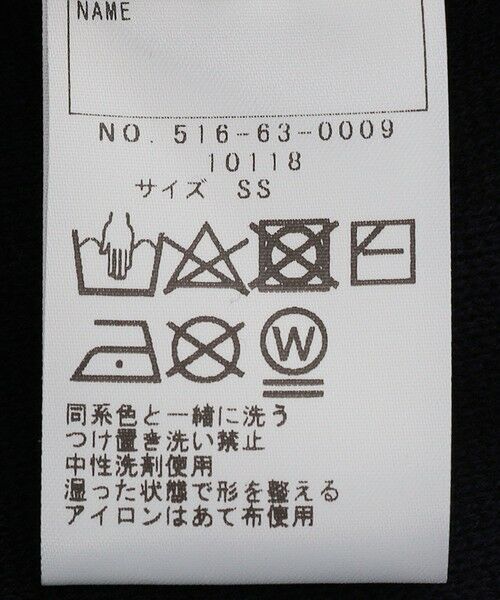 NAME
NO. 516-63-0009
10118
サイズ SS
W
同系色と一緒に洗う
つけ置き洗い禁止
中性洗剤使用
湿った状態で形を整える
アイロンはあて布使用